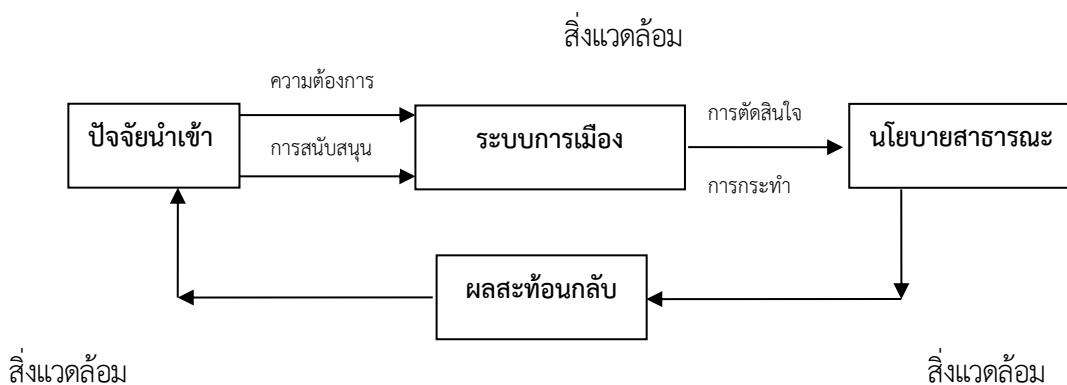 สิ่งแวดล้อม
ความต้องการ
ปัจจัยนำเข้า
ระบบการเมือง
การตัดสินใจ
นโยบายสาธารณะ
การสนับสนุน
การกระทำ
ผลสะท้อนกลับ
สิ่งแวดล้อม
สิ่งแวดล้อม